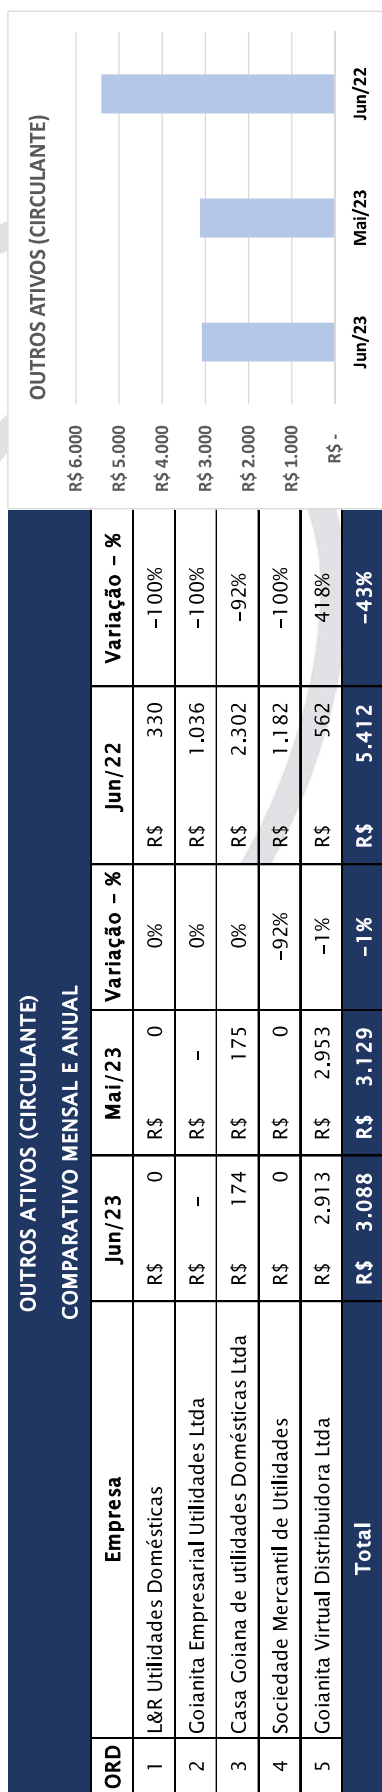 OUTROS ATIVOS (CIRCULANTE)
COMPARATIVO MENSAL E ANUAL
ORD Empresa Jun/23 Mai/23 Variação – % Jun/22 Variação – %
1 L&R Utilidades Domésticas R$ 0 R$ 0 0% R$ 330 -100%
2 Goianita Empresarial Utilidades Ltda R$ - R$ - 0% R$ 1.036 -100%
3 Casa Goiana de utilidades Domésticas Ltda R$ 174 R$ 175 0% R$ 2.302 -92%
4 Sociedade Mercantil de Utilidades R$ 0 R$ 0 -92% R$ 1.182 -100%
5 Goianita Virtual Distribuidora Ltda R$ 2.913 R$ 2.953 -1% R$ 562 418%
Total R$ 3.088 R$ 3.129 -1% R$ 5.412 -43%
OUTROS ATIVOS (CIRCULANTE)
R$ 6.000
R$ 5.000
R$ 4.000
R$ 3.000
R$ 2.000
R$ 1.000
R$ -
Jun/23 Mai/23 Jun/22